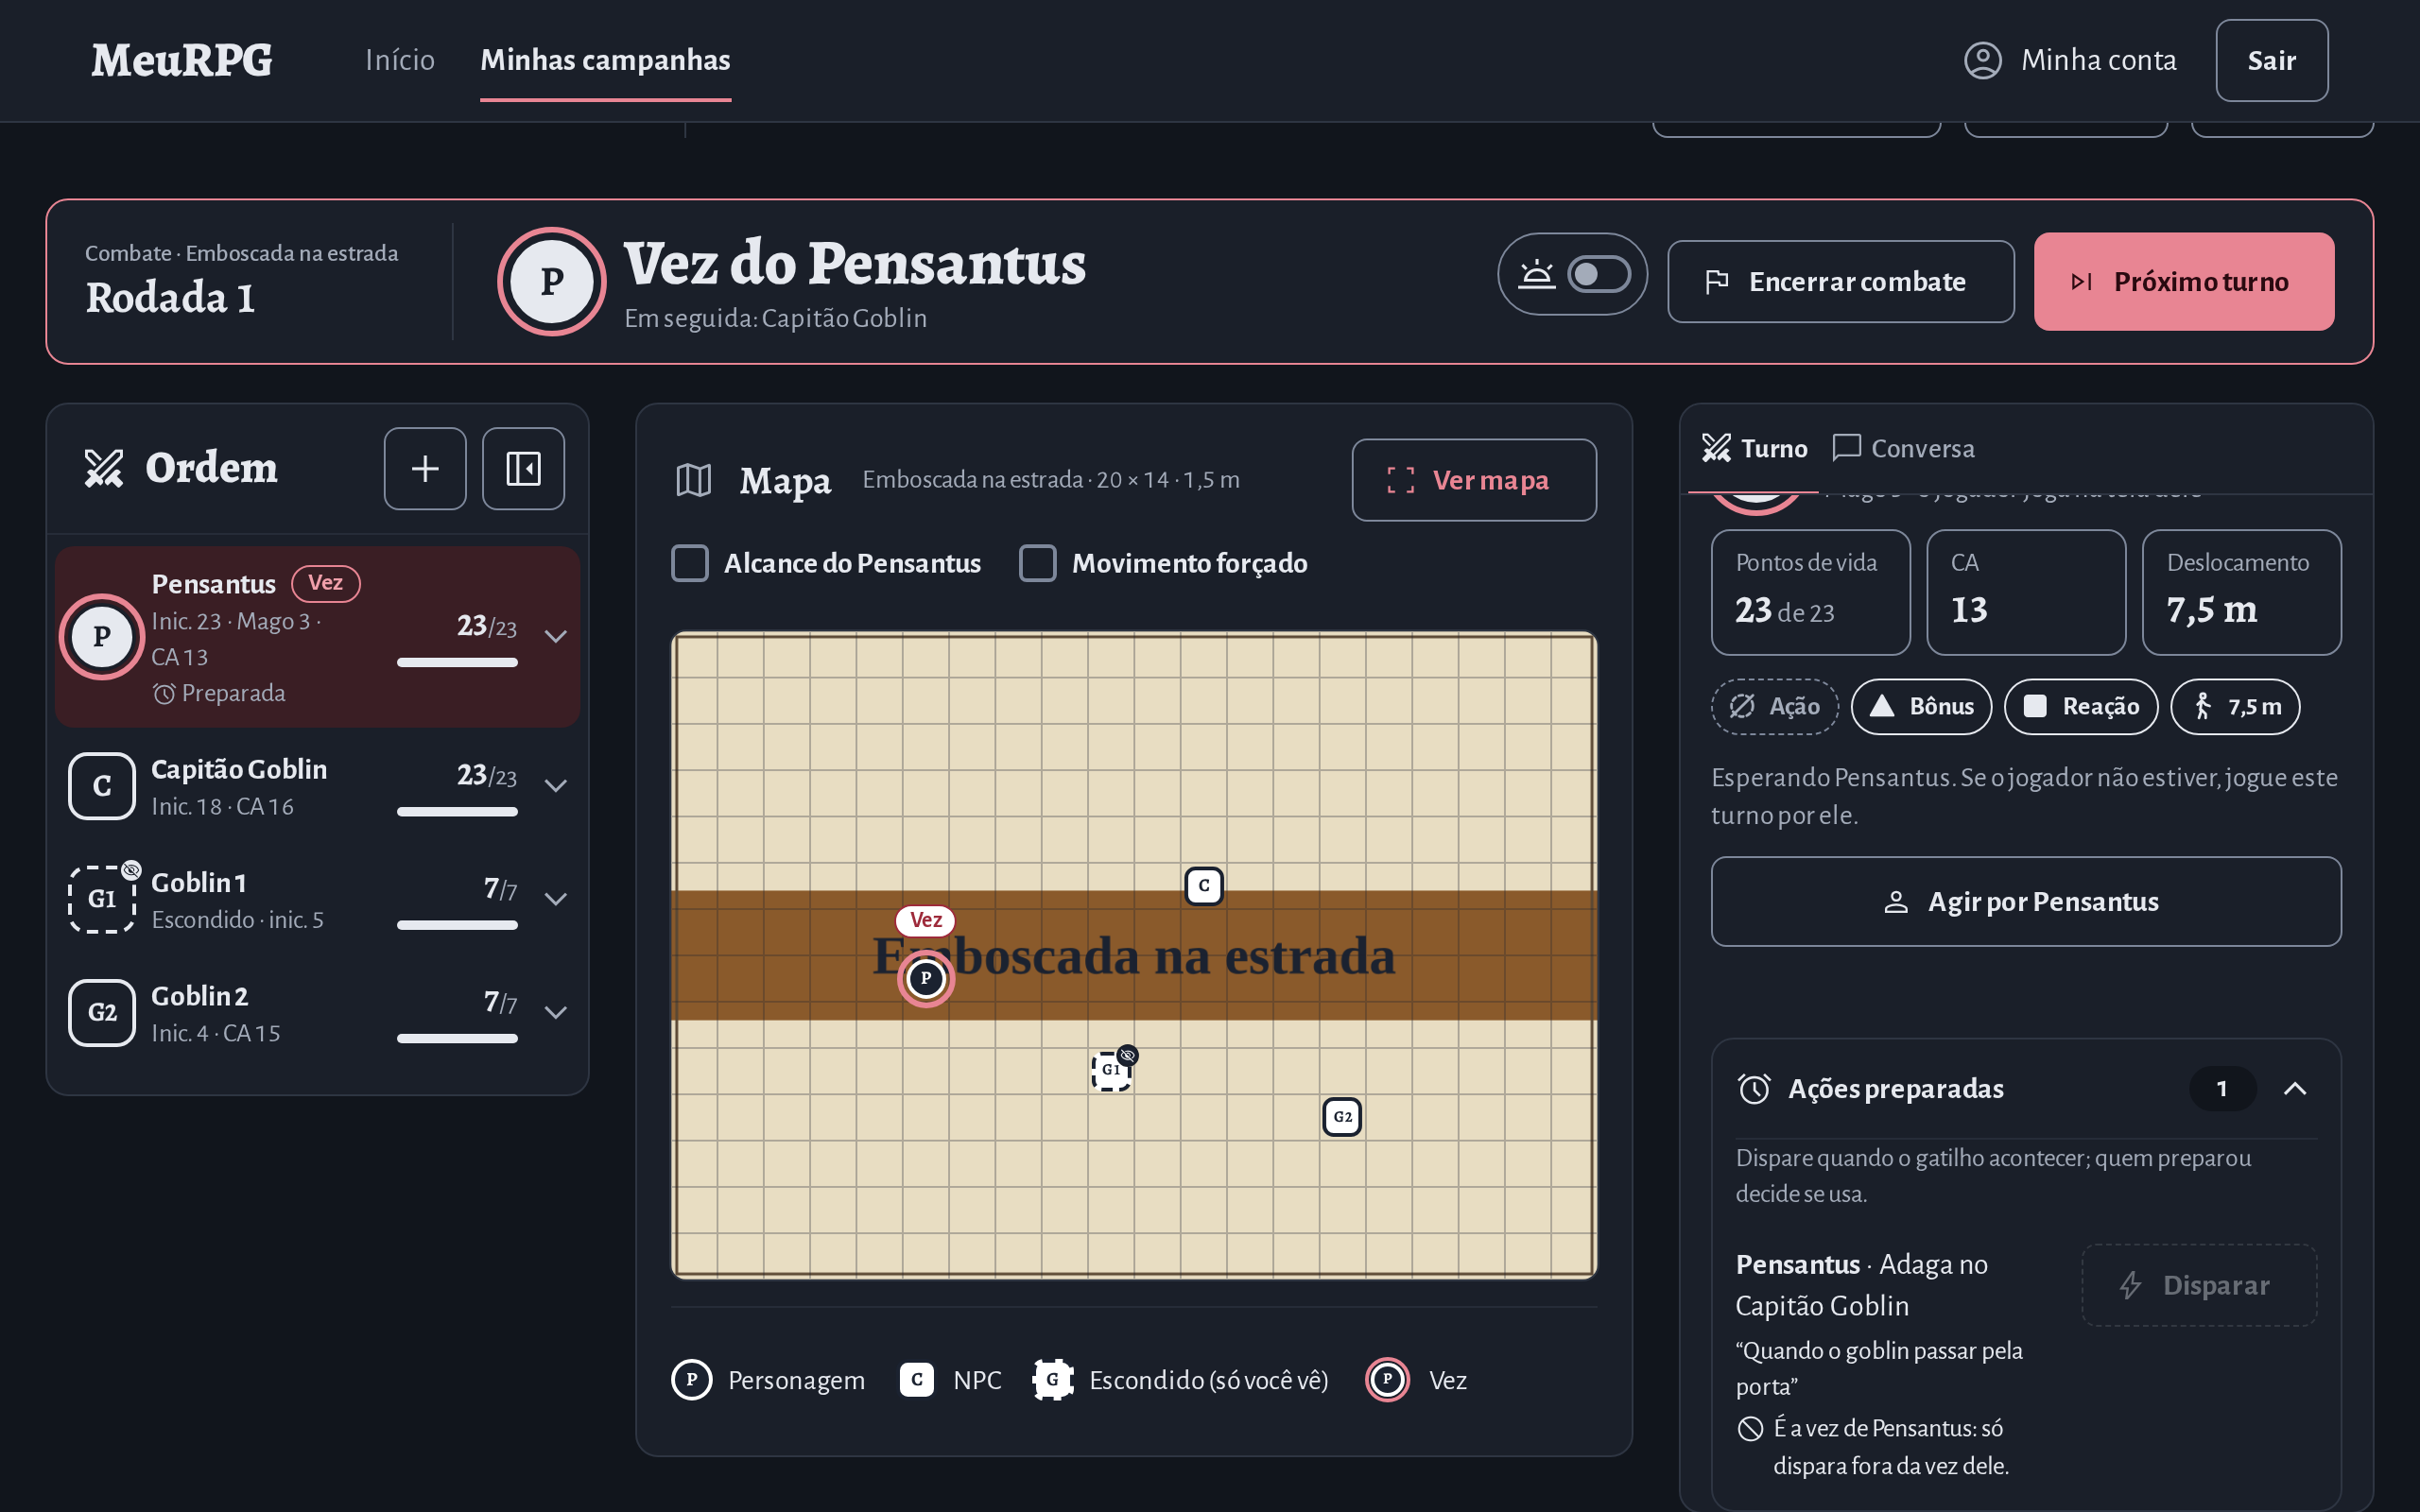 MeuRPG
Início
Minhas campanhas
Minha conta
Sair
Combate · Emboscada na estrada
Rodada 1
P
Vez do Pensantus
Em seguida: Capitão Goblin
Encerrar combate
Próximo turno
Ordem
P
Pensantus
Vez
Inic. 23 · Mago 3 ·
CA 13
Preparada
23/23
C
Capitão Goblin
Inic. 18 · CA 16
23/23
G1
Goblin 1
Escondido · inic. 5
7/7
G2
Goblin 2
Inic. 4 · CA 15
7/7
Mapa
Emboscada na estrada · 20 × 14 · 1,5 m
Ver mapa
Alcance do Pensantus
Movimento forçado
C
Vez
Emboscada na estrada
P
G1
G2
P
Personagem
C
NPC
G
Escondido (só você vê)
P
Vez
Turno
Conversa
Mago 3 · o jogador joga na tela dele
Pontos de vida
23 de 23
CA
13
Deslocamento
7,5 m
Ação
Bônus
Reação
7,5 m
Esperando Pensantus. Se o jogador não estiver, jogue este
turno por ele.
Agir por Pensantus
Ações preparadas
1
Dispare quando o gatilho acontecer; quem preparou
decide se usa.
Pensantus · Adaga no
Capitão Goblin
“Quando o goblin passar pela
porta”
É a vez de Pensantus: só
dispara fora da vez dele.
Disparar